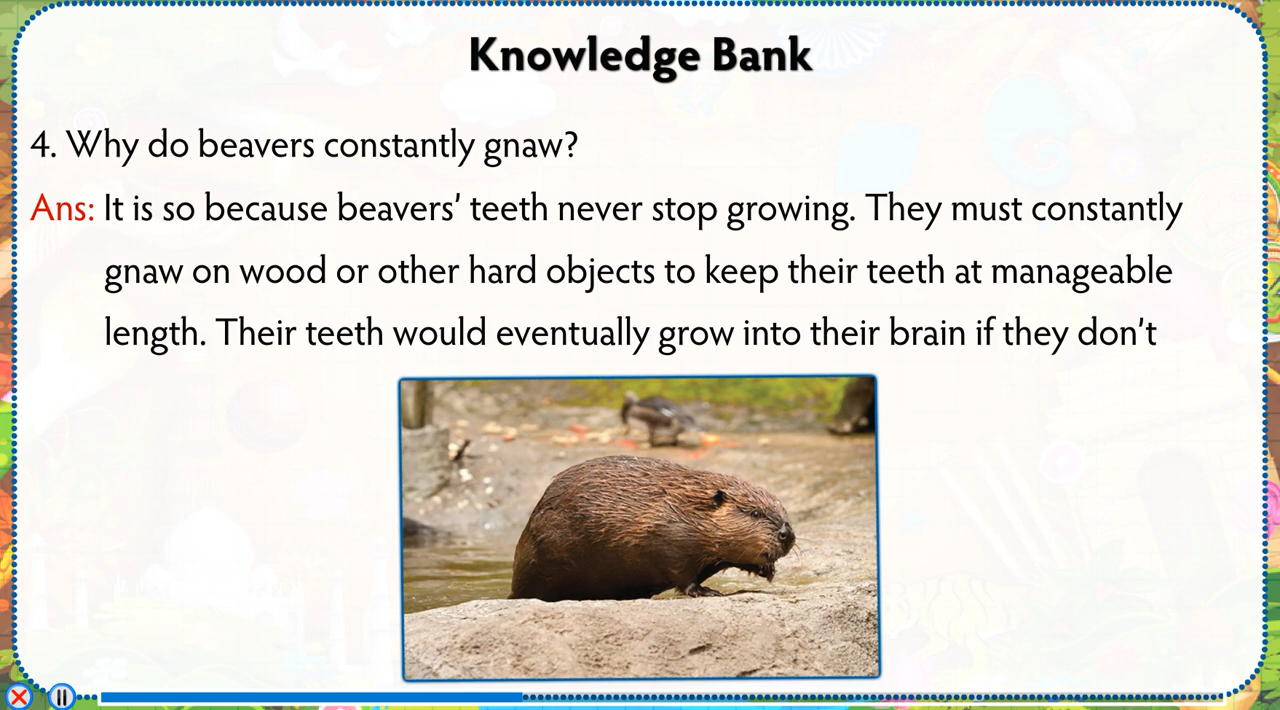 Knowledge Bank
4. Why do beavers constantly gnaw?
Ans: It is so because beavers' teeth never stop growing. They must constantly
gnaw on wood or other hard objects to keep their teeth at manageable
length. Their teeth would eventually grow into their brain if they don't